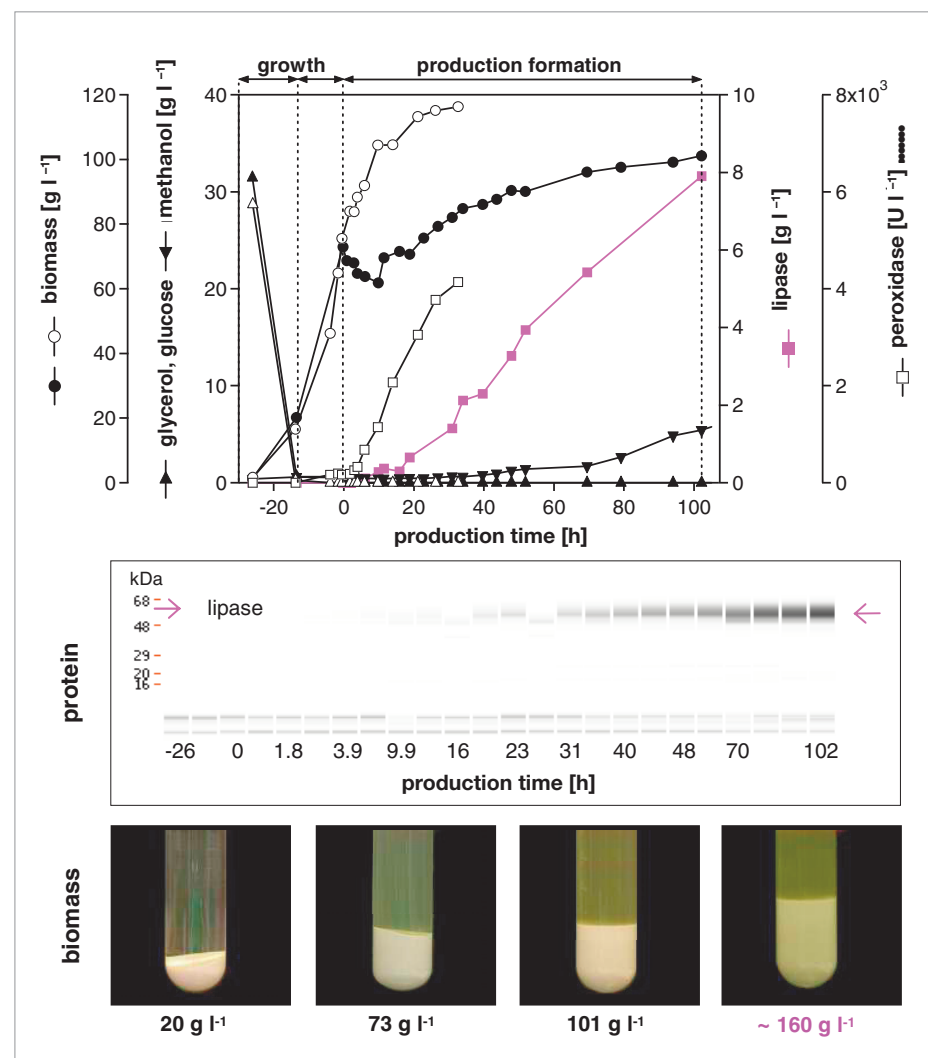 growth
production formation
120
100
80
60
40
20
0
biomass [g l⁻¹]
40
30
20
10
0
glycerol, glucose
methanol [g l⁻¹]
10
8
6
4
2
0
lipase [g l⁻¹]
8x10³
6
4
2
0
peroxidase [U l⁻¹]
-20 0 20 40 60 80 100
production time [h]
protein
kDa
68
48
29
20
16
lipase
-26 0 1.8 3.9 9.9 16 23 31 40 48 70 102
production time [h]
biomass
20 g l⁻¹
73 g l⁻¹
101 g l⁻¹
~ 160 g l⁻¹